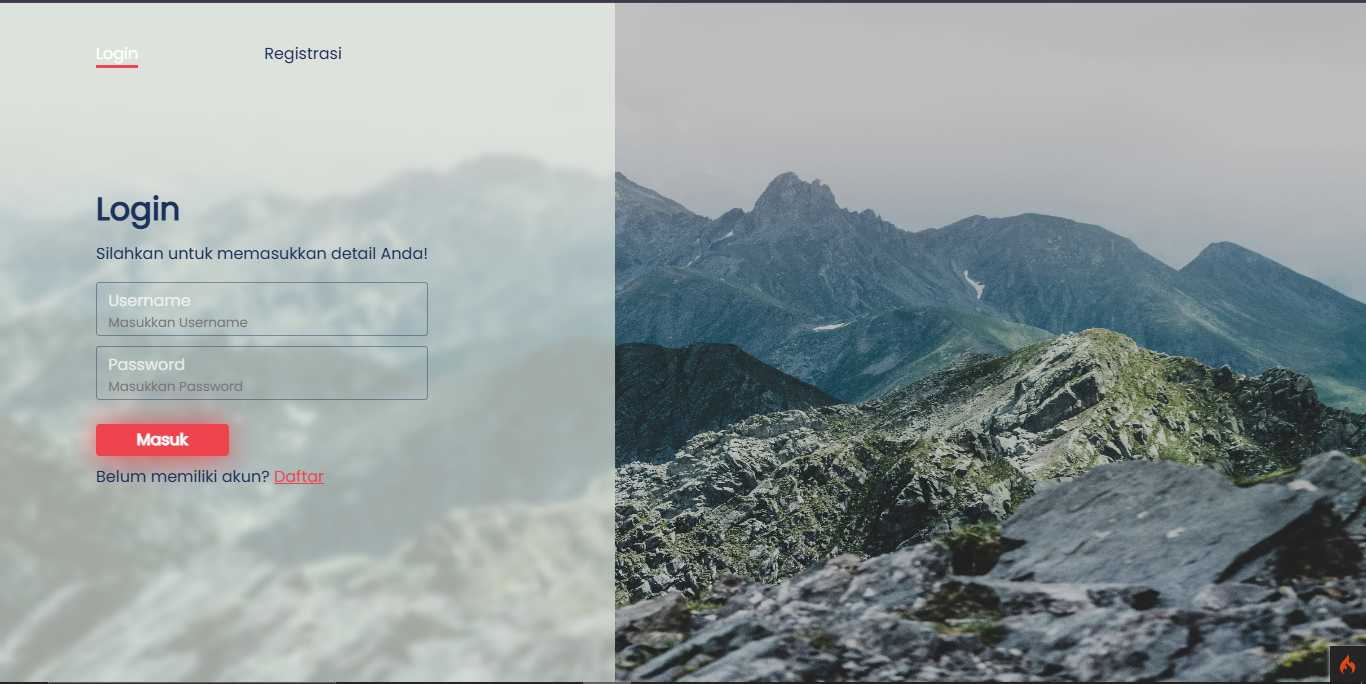 Login
Registrasi
Login
Silahkan untuk memasukkan detail Anda!
Username
Masukkan Username
Password
Masukkan Password
Masuk
Belum memiliki akun? Daftar